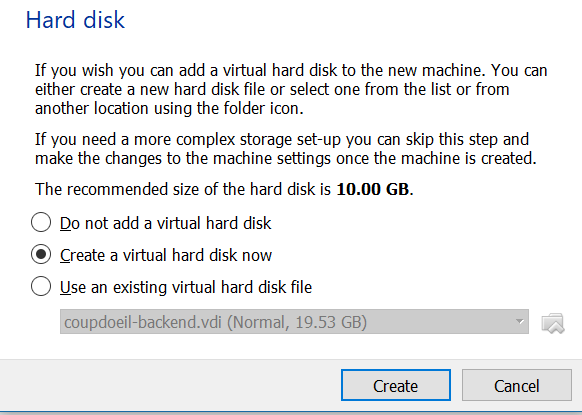 Hard disk
If you wish you can add a virtual hard disk to the new machine. You can
either create a new hard disk file or select one from the list or from
another location using the folder icon.
If you need a more complex storage set-up you can skip this step and
make the changes to the machine settings once the machine is created.
The recommended size of the hard disk is 10.00 GB.
Do not add a virtual hard disk
Create a virtual hard disk now
Use an existing virtual hard disk file
coupdoeil-backend.vdi (Normal, 19.53 GB)
Create
Cancel